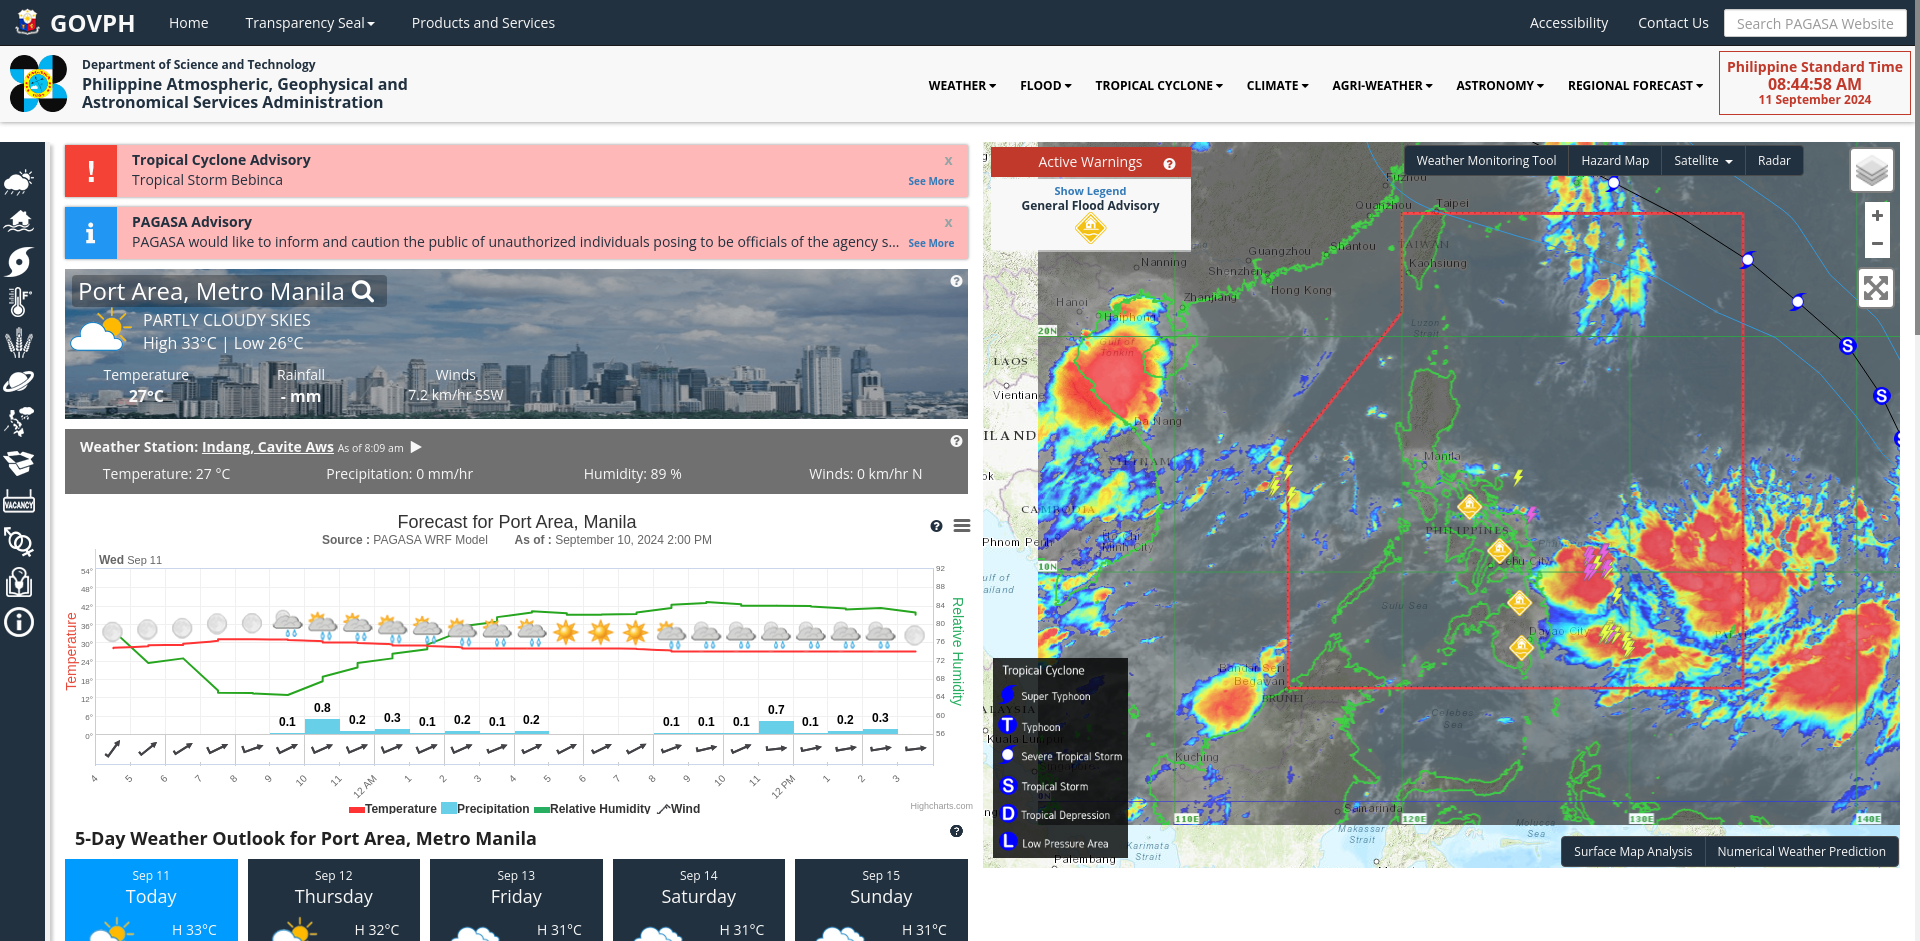 GOVPH
Home
Transparency Seal
Products and Services
Accessibility
Contact Us
Search PAGASA Website
Department of Science and Technology
Philippine Atmospheric, Geophysical and
Astronomical Services Administration
WEATHER
FLOOD
TROPICAL CYCLONE
CLIMATE
AGRI-WEATHER
ASTRONOMY
REGIONAL FORECAST
Philippine Standard Time
08:44:58 AM
11 September 2024
Tropical Cyclone Advisory
x
Tropical Storm Bebinca
See More
PAGASA Advisory
x
PAGASA would like to inform and caution the public of unauthorized individuals posing to be officials of the agency s...
See More
Port Area, Metro Manila
PARTLY CLOUDY SKIES
High 33°C | Low 26°C
Temperature
Rainfall
Winds
27°C
- mm
7.2 km/hr SSW
Weather Station: Indang, Cavite Aws As of 8:09 am
Temperature: 27 °C
Precipitation: 0 mm/hr
Humidity: 89 %
Winds: 0 km/hr N
Forecast for Port Area, Manila
Source : PAGASA WRF Model As of : September 10, 2024 2:00 PM
Wed Sep 11
54°
48°
42°
36°
30°
24°
18°
12°
6°
0°
Temperature
92
88
84
80
76
72
68
64
60
56
Relative Humidity
0.1 0.8 0.2 0.3 0.1 0.2 0.1 0.2 0.1 0.1 0.1 0.7 0.1 0.2 0.3
4 5 6 7 8 9 10 11 12 AM 1 2 3 4 5 6 7 8 9 10 11 12 PM 1 2 3
Temperature Precipitation Relative Humidity Wind
Highcharts.com
5-Day Weather Outlook for Port Area, Metro Manila
Sep 11
Today
H 33°C
Sep 12
Thursday
H 32°C
Sep 13
Friday
H 31°C
Sep 14
Saturday
H 31°C
Sep 15
Sunday
H 31°C
VACANCY
Active Warnings
Show Legend
General Flood Advisory
Weather Monitoring Tool
Hazard Map
Satellite
Radar
+
−
Fuzhou
Quanzhou
Taipei
TAIWAN
Kaohsiung
Shantou
Guangzhou
Shenzhen
Hong Kong
Nanning
Zhanjiang
Hanoi
Haiphong
Gulf of
Tonkin
20N
LAOS
Vientian
Da Nang
ILAND
VIETNAM
CAMBODIA
Phnom Penh
Ho Chi
Minh City
10N
ulf of
ailand
Luzon
Strait
Manila
PHILIPPINES
Cebu City
Sulu Sea
Davao City
PALAU
Bandar Seri
Begawan
BRUNEI
Celebes
Sea
ALAYSIA
Kuala Lumpur
Kuching
Samarinda
110E
120E
130E
140E
Makassar
Strait
Molucca
Sea
Karimata
Strait
Palembang
S
S
Tropical Cyclone
Super Typhoon
T Typhoon
Severe Tropical Storm
S Tropical Storm
D Tropical Depression
L Low Pressure Area
Surface Map Analysis
Numerical Weather Prediction